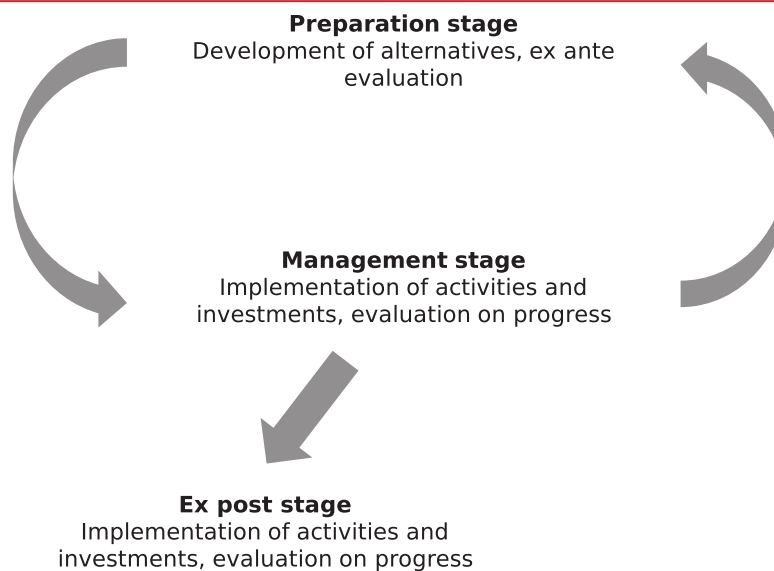 Preparation stage
Development of alternatives, ex ante
evaluation
Management stage
Implementation of activities and
investments, evaluation on progress
Ex post stage
Implementation of activities and
investments, evaluation on progress